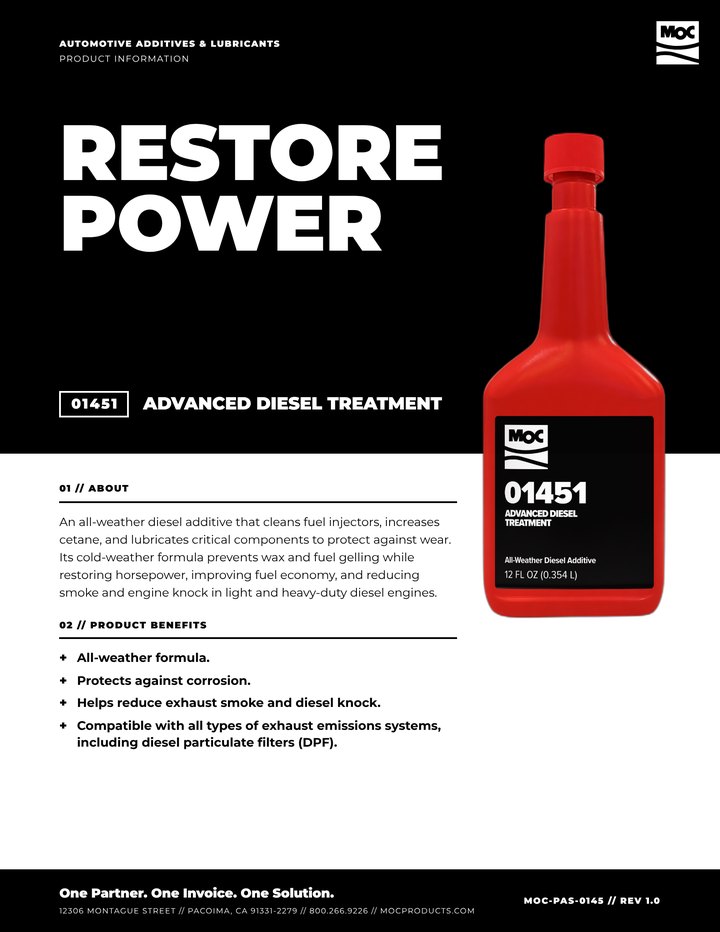 AUTOMOTIVE ADDITIVES & LUBRICANTS
PRODUCT INFORMATION
MOC
RESTORE
POWER
01451
ADVANCED DIESEL TREATMENT
01 // ABOUT
An all-weather diesel additive that cleans fuel injectors, increases
cetane, and lubricates critical components to protect against wear.
Its cold-weather formula prevents wax and fuel gelling while
restoring horsepower, improving fuel economy, and reducing
smoke and engine knock in light and heavy-duty diesel engines.
02 // PRODUCT BENEFITS
+ All-weather formula.
+ Protects against corrosion.
+ Helps reduce exhaust smoke and diesel knock.
+ Compatible with all types of exhaust emissions systems,
including diesel particulate filters (DPF).
MOC
01451
ADVANCED DIESEL
TREATMENT
All-Weather Diesel Additive
12 FL OZ (0.354 L)
One Partner. One Invoice. One Solution.
12306 MONTAGUE STREET // PACOIMA, CA 91331-2279 // 800.266.9226 // MOCPRODUCTS.COM
MOC-PAS-0145 // REV 1.0